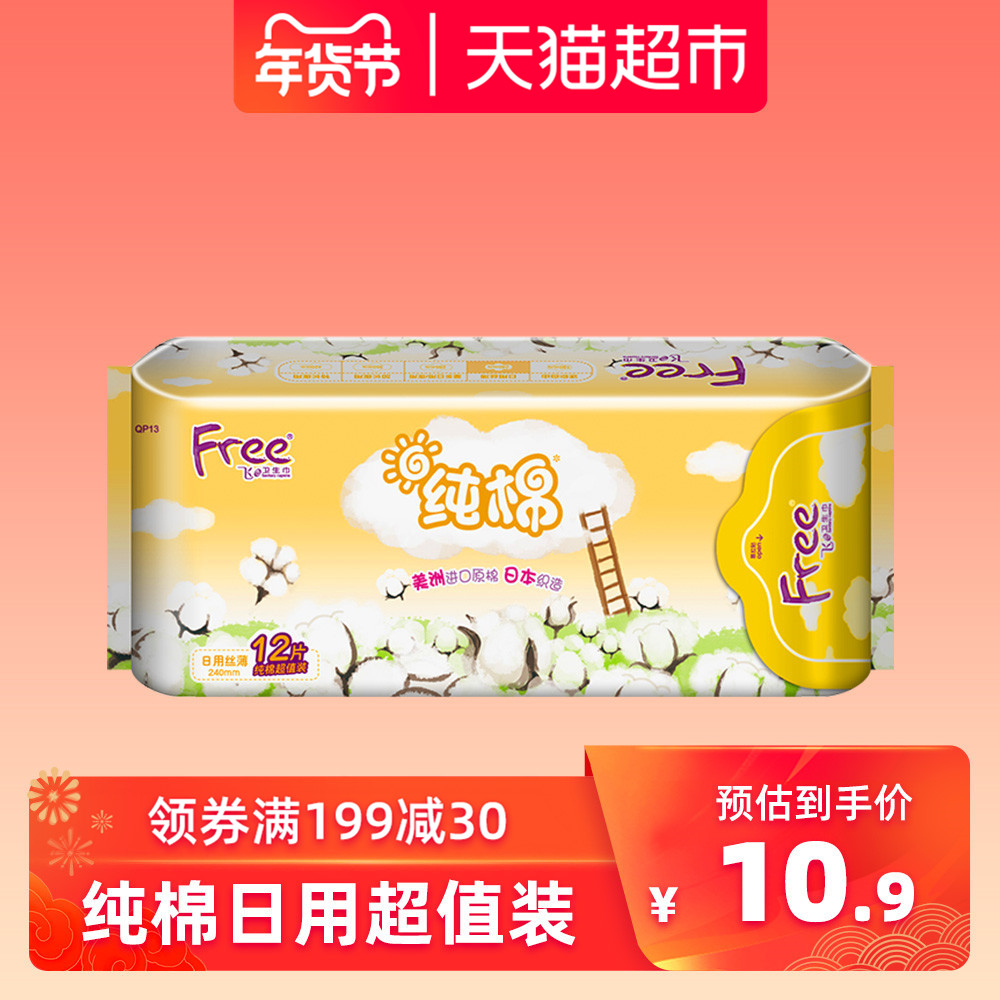 年货节 | 天猫超市
Free®
QP13
Free®
飞e卫生巾
纯棉
美洲进口原棉 日本织造
日用丝薄
240mm
12片
纯棉超值装
Free®
飞e卫生巾
领券满199减30
纯棉日用超值装
预估到手价
¥10.9